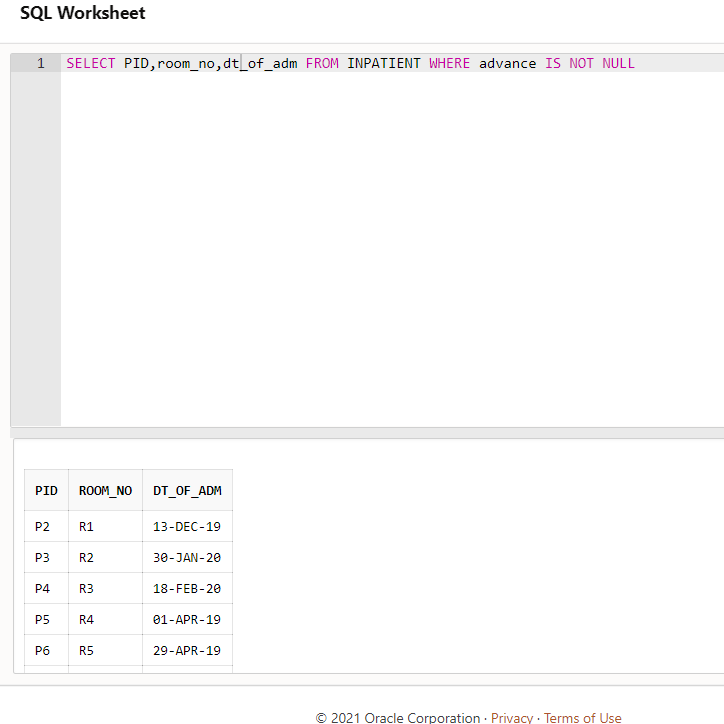 SQL Worksheet
1 SELECT PID,room_no,dt_of_adm FROM INPATIENT WHERE advance IS NOT NULL
PID ROOM_NO DT_OF_ADM
P2 R1 13-DEC-19
P3 R2 30-JAN-20
P4 R3 18-FEB-20
P5 R4 01-APR-19
P6 R5 29-APR-19
© 2021 Oracle Corporation · Privacy · Terms of Use